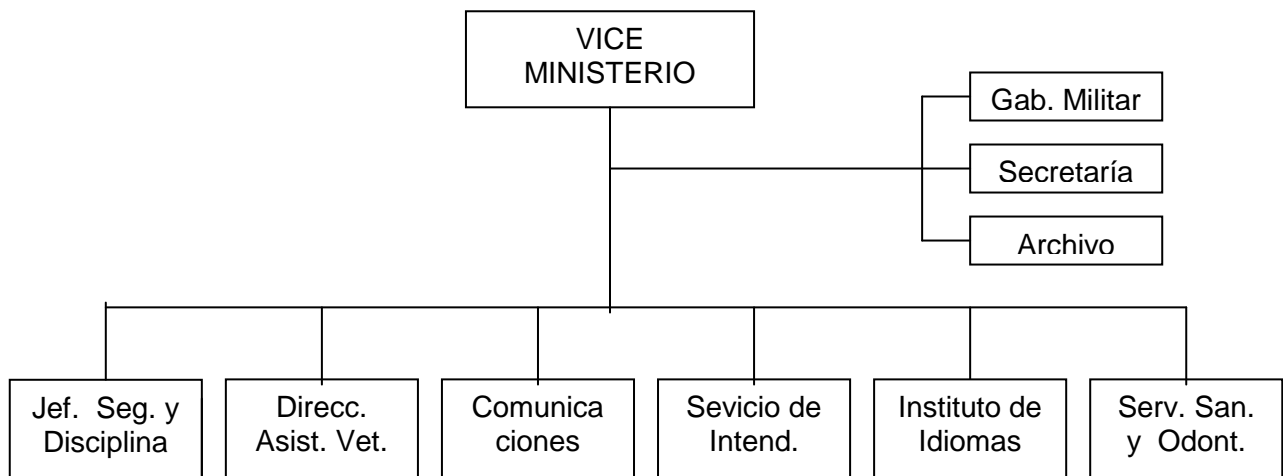 VICE
MINISTERIO
Gab. Militar
Secretaría
Archivo
Jef. Seg. y
Disciplina
Direcc.
Asist. Vet.
Comunica
ciones
Sevicio de
Intend.
Instituto de
Idiomas
Serv. San.
y Odont.